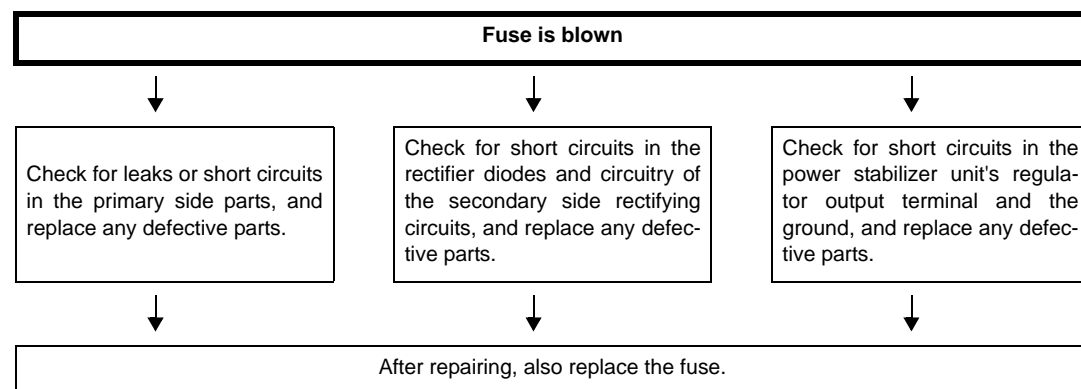 Fuse is blown
Check for leaks or short circuits
in the primary side parts, and
replace any defective parts.
Check for short circuits in the
rectifier diodes and circuitry of
the secondary side rectifying
circuits, and replace any defec-
tive parts.
Check for short circuits in the
power stabilizer unit's regula-
tor output terminal and the
ground, and replace any defec-
tive parts.
After repairing, also replace the fuse.